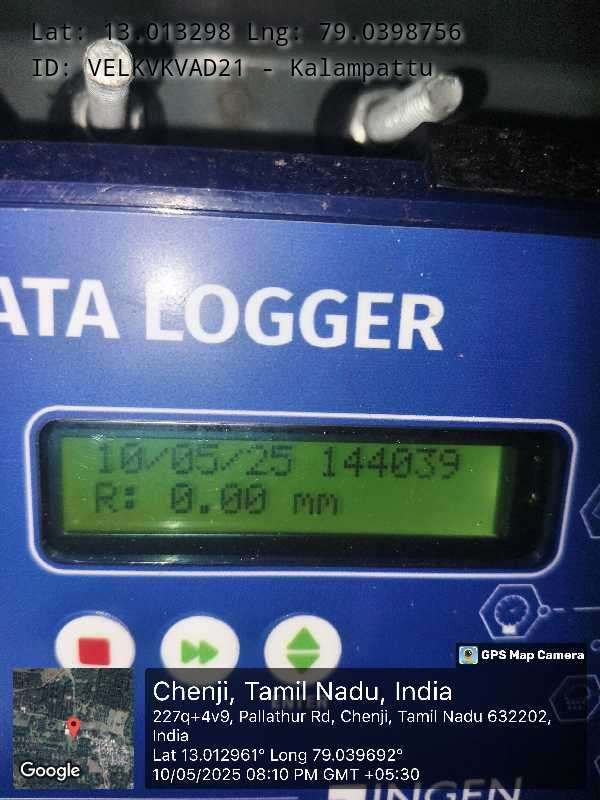 Lat: 13.013298 Lng: 79.0398756
ID: VELKVKVAD21 - Kalampattu
ATA LOGGER
10/05/25 144039
R: 0.00 mm
GPS Map Camera
Chenji, Tamil Nadu, India
227q+4v9, Pallathur Rd, Chenji, Tamil Nadu 632202,
India
Lat 13.012961° Long 79.039692°
10/05/2025 08:10 PM GMT +05:30
Google